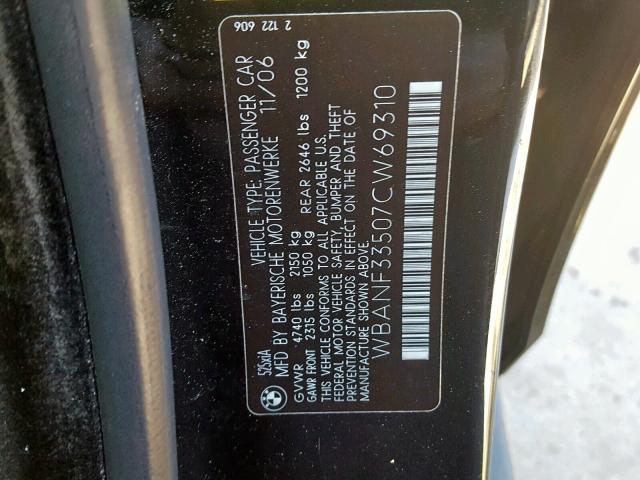 2 122 606
525XIA VEHICLE TYPE: PASSENGER CAR
MFD BY BAYERISCHE MOTORENWERKE 11/06
GVWR 4740 lbs 2150 kg
GAWR FRONT 2315 lbs 1050 kg REAR 2646 lbs 1200 kg
THIS VEHICLE CONFORMS TO ALL APPLICABLE U.S.
FEDERAL MOTOR VEHICLE SAFETY, BUMPER AND THEFT
PREVENTION STANDARDS IN EFFECT ON THE DATE OF
MANUFACTURE SHOWN ABOVE.
WBANF33507CW69310